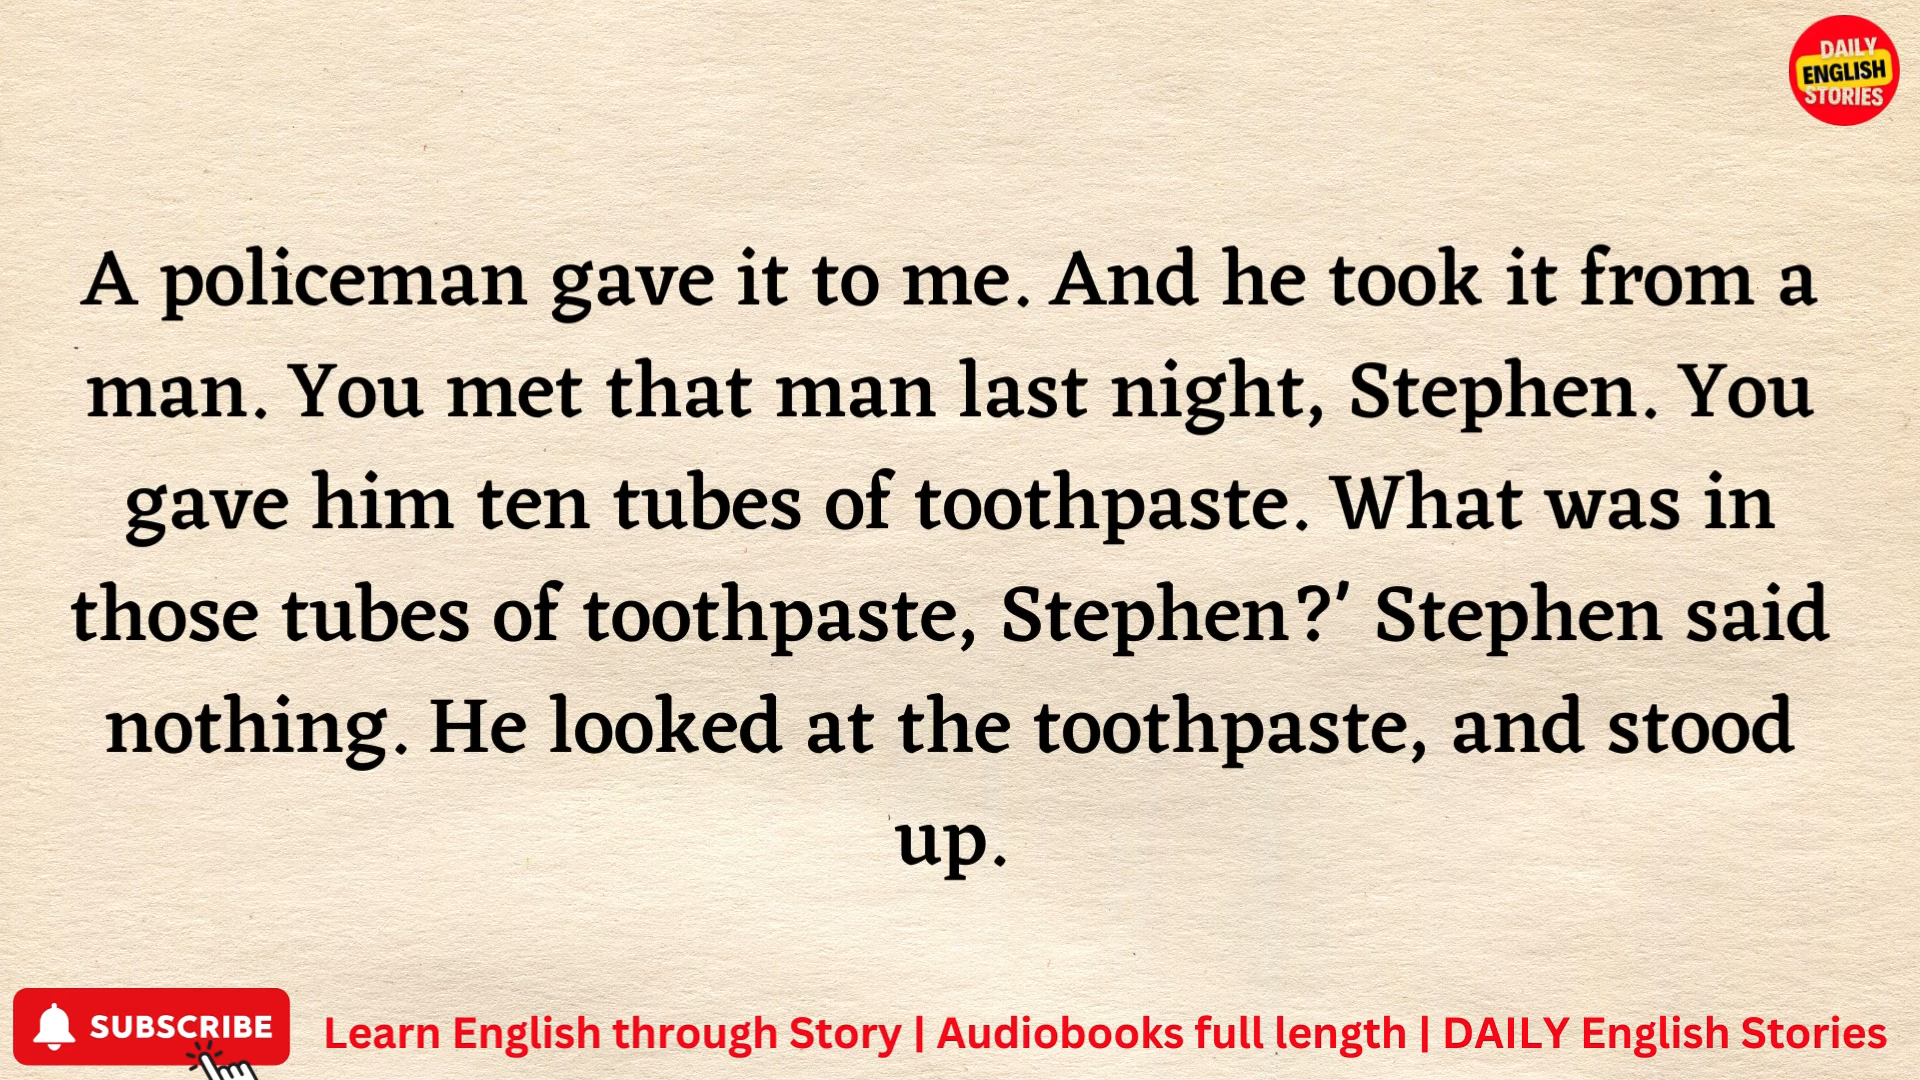 DAILY
ENGLISH
STORIES
A policeman gave it to me. And he took it from a
man. You met that man last night, Stephen. You
gave him ten tubes of toothpaste. What was in
those tubes of toothpaste, Stephen?' Stephen said
nothing. He looked at the toothpaste, and stood
up.
SUBSCRIBE
Learn English through Story | Audiobooks full length | DAILY English Stories